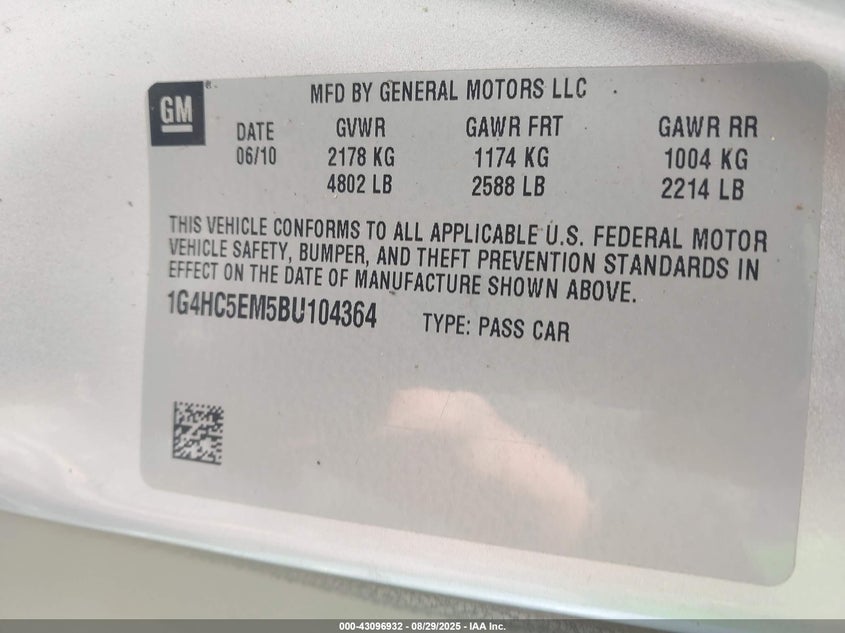 MFD BY GENERAL MOTORS LLC
GM®
DATE GVWR GAWR FRT GAWR RR
06/10 2178 KG 1174 KG 1004 KG
4802 LB 2588 LB 2214 LB
THIS VEHICLE CONFORMS TO ALL APPLICABLE U.S. FEDERAL MOTOR
VEHICLE SAFETY, BUMPER, AND THEFT PREVENTION STANDARDS IN
EFFECT ON THE DATE OF MANUFACTURE SHOWN ABOVE.
1G4HC5EM5BU104364 TYPE: PASS CAR
000-43096932 - 08/29/2025 - IAA Inc.